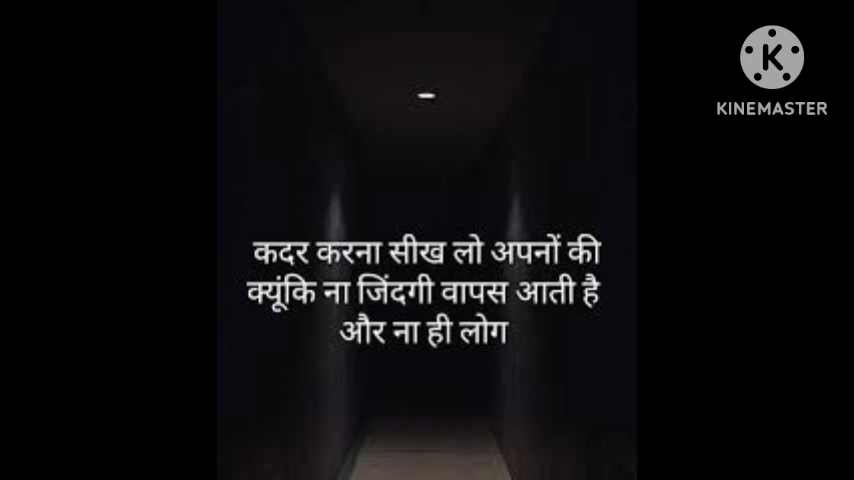 KINEMASTER
कदर करना सीख लो अपनों की
क्यूंकि ना जिंदगी वापस आती है
और ना ही लोग